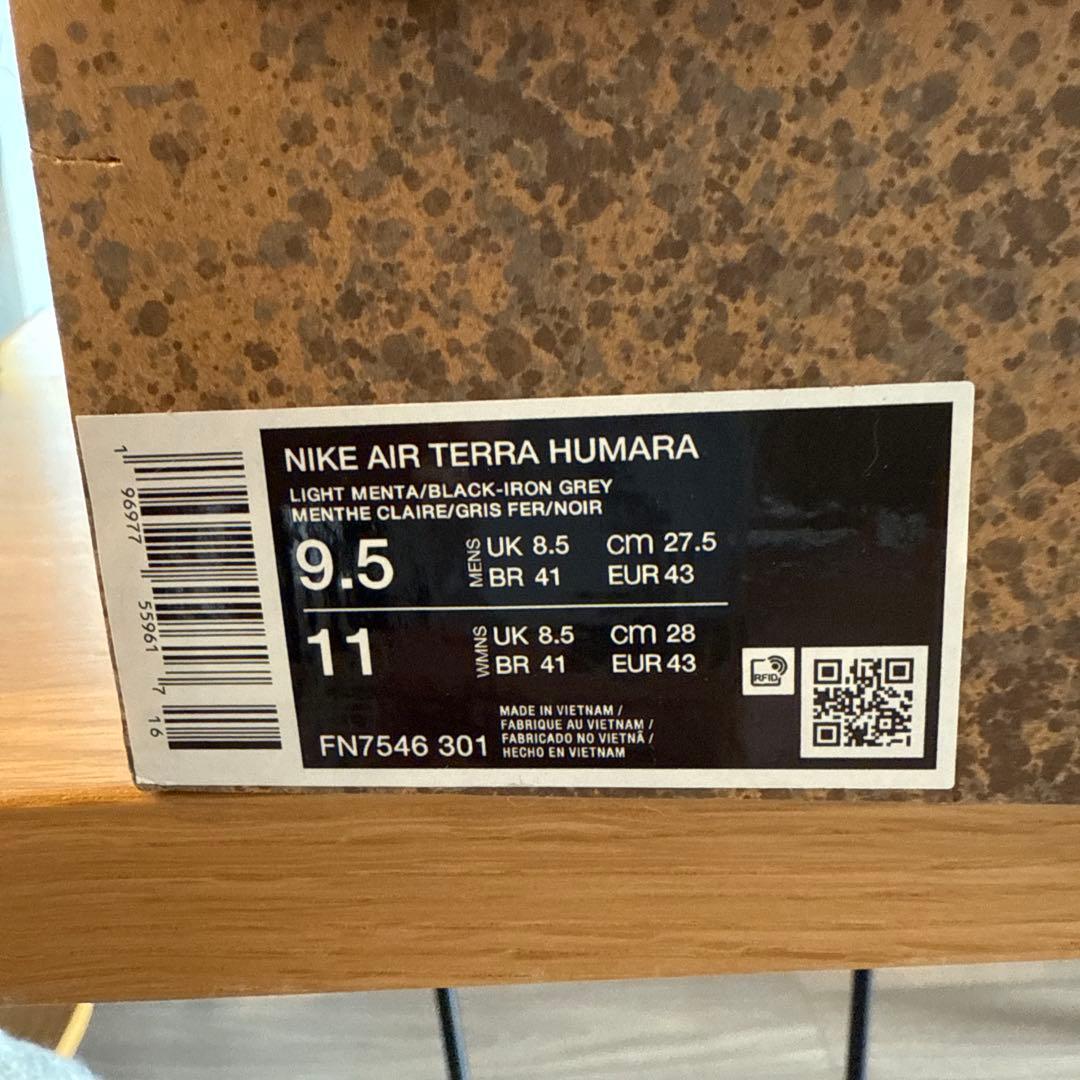 NIKE AIR TERRA HUMARA
LIGHT MENTA/BLACK-IRON GREY
MENTHE CLAIRE/GRIS FER/NOIR
9.5 MENS UK 8.5 CM 27.5
BR 41 EUR 43
11 WMNS UK 8.5 CM 28
BR 41 EUR 43
RFID
FN7546 301
MADE IN VIETNAM /
FABRIQUE AU VIETNAM /
FABRICADO NO VIETNÃ /
HECHO EN VIETNAM
1 96977 55961 7 16